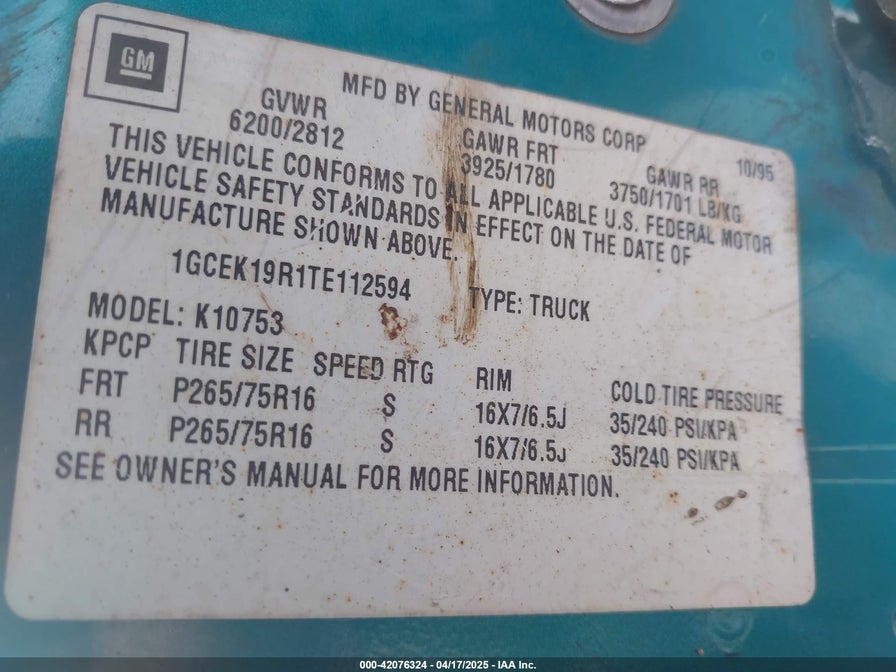 GM
MFD BY GENERAL MOTORS CORP 10/95
GVWR GAWR FRT GAWR RR
6200/2812 3925/1780 3750/1701 LB/KG
THIS VEHICLE CONFORMS TO ALL APPLICABLE U.S. FEDERAL MOTOR
VEHICLE SAFETY STANDARDS IN EFFECT ON THE DATE OF
MANUFACTURE SHOWN ABOVE.
1GCEK19R1TE112594 TYPE: TRUCK
MODEL: K10753
KPCP TIRE SIZE SPEED RTG RIM COLD TIRE PRESSURE
FRT P265/75R16 S 16X7/6.5J 35/240 PSI/KPA
RR P265/75R16 S 16X7/6.5J 35/240 PSI/KPA
SEE OWNER'S MANUAL FOR MORE INFORMATION.
000-42076324 - 04/17/2025 - IAA Inc.